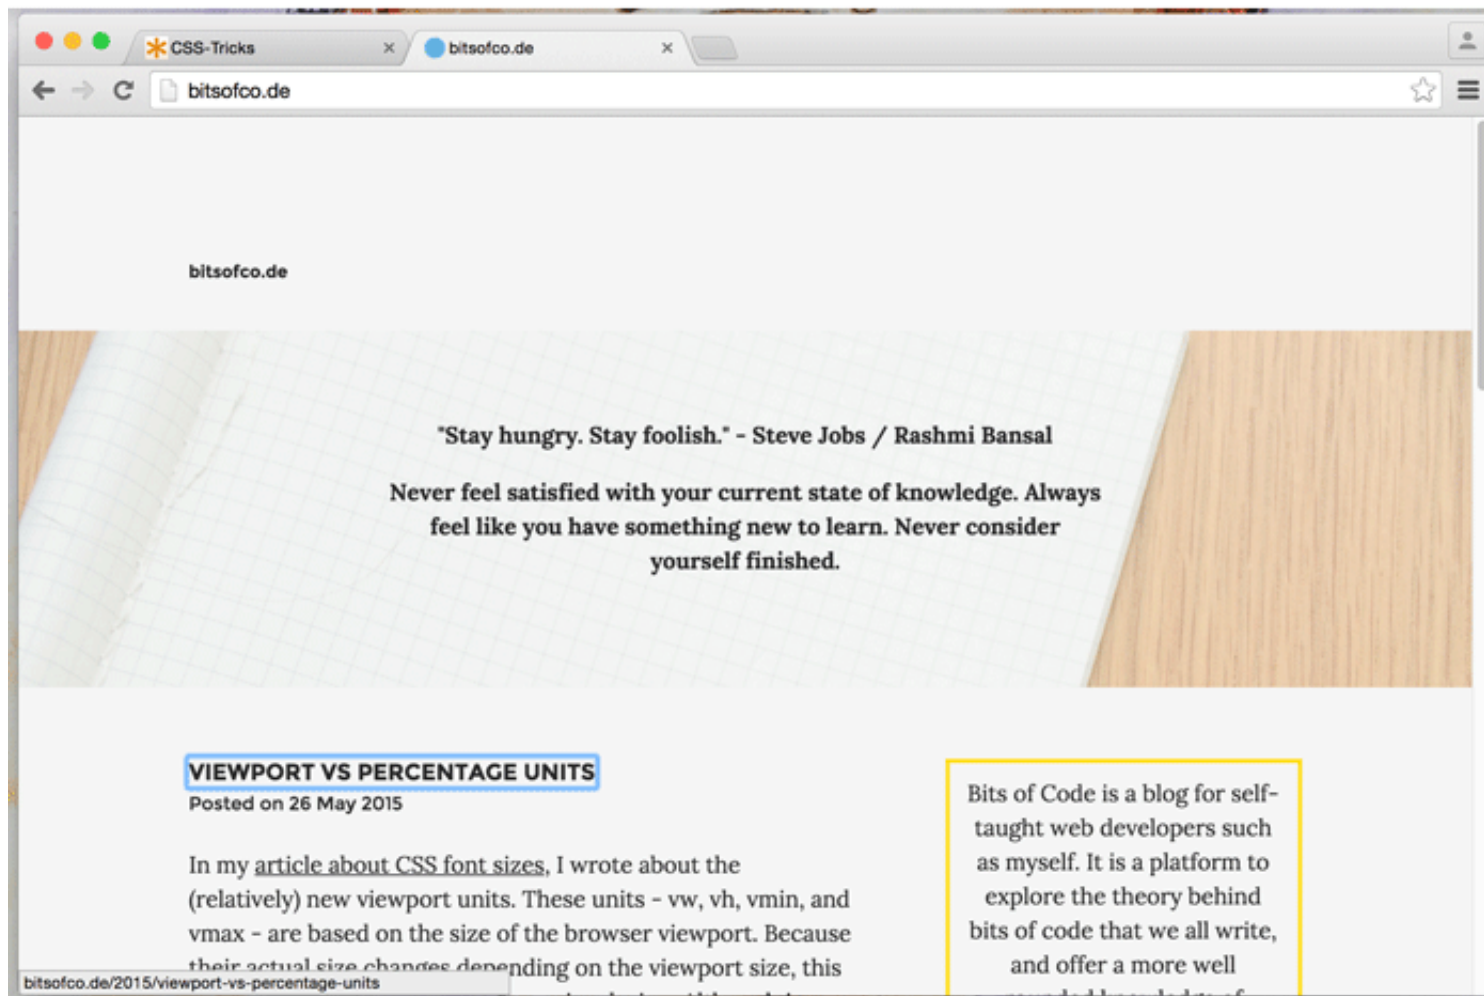 CSS-Tricks
bitsofco.de
bitsofco.de
bitsofco.de
"Stay hungry. Stay foolish." - Steve Jobs / Rashmi Bansal
Never feel satisfied with your current state of knowledge. Always
feel like you have something new to learn. Never consider
yourself finished.
VIEWPORT VS PERCENTAGE UNITS
Posted on 26 May 2015
In my article about CSS font sizes, I wrote about the
(relatively) new viewport units. These units - vw, vh, vmin, and
vmax - are based on the size of the browser viewport. Because
their actual size changes depending on the viewport size, this
Bits of Code is a blog for self-
taught web developers such
as myself. It is a platform to
explore the theory behind
bits of code that we all write,
and offer a more well
bitsofco.de/2015/viewport-vs-percentage-units